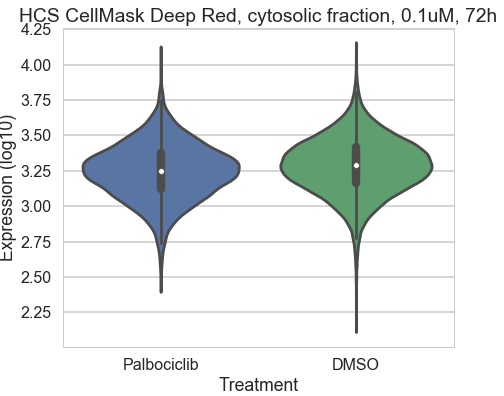 HCS CellMask Deep Red, cytosolic fraction, 0.1uM, 72h
4.25
4.00
3.75
3.50
3.25
3.00
2.75
2.50
2.25
Expression (log10)
Palbociclib
DMSO
Treatment